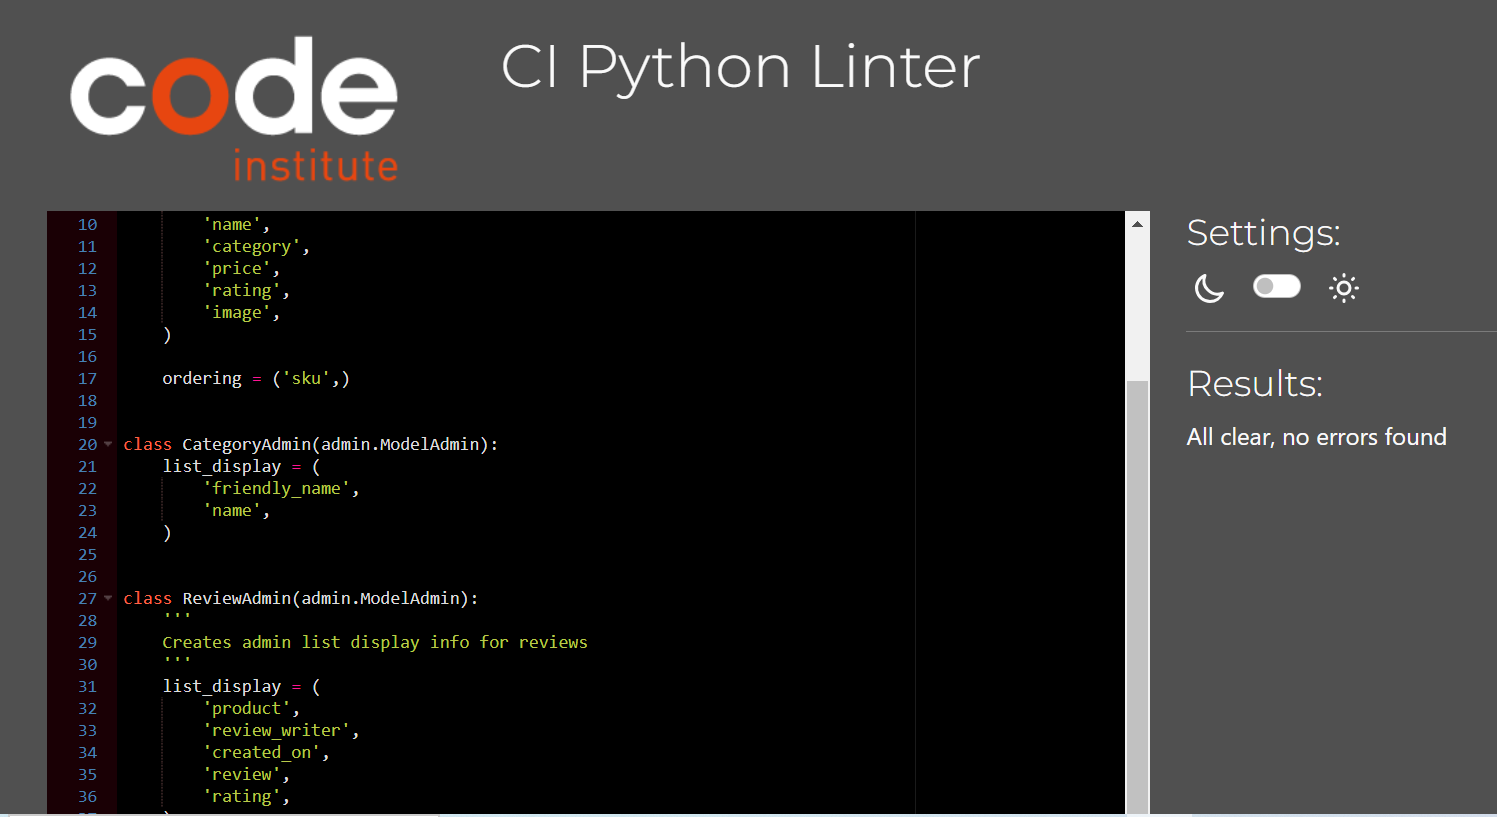 code
institute
CI Python Linter
10 'name',
11 'category',
12 'price',
13 'rating',
14 'image',
15 )
16
17 ordering = ('sku',)
18
19
20 class CategoryAdmin(admin.ModelAdmin):
21 list_display = (
22 'friendly_name',
23 'name',
24 )
25
26
27 class ReviewAdmin(admin.ModelAdmin):
28 '''
29 Creates admin list display info for reviews
30 '''
31 list_display = (
32 'product',
33 'review_writer',
34 'created_on',
35 'review',
36 'rating',
Settings:
Results:
All clear, no errors found